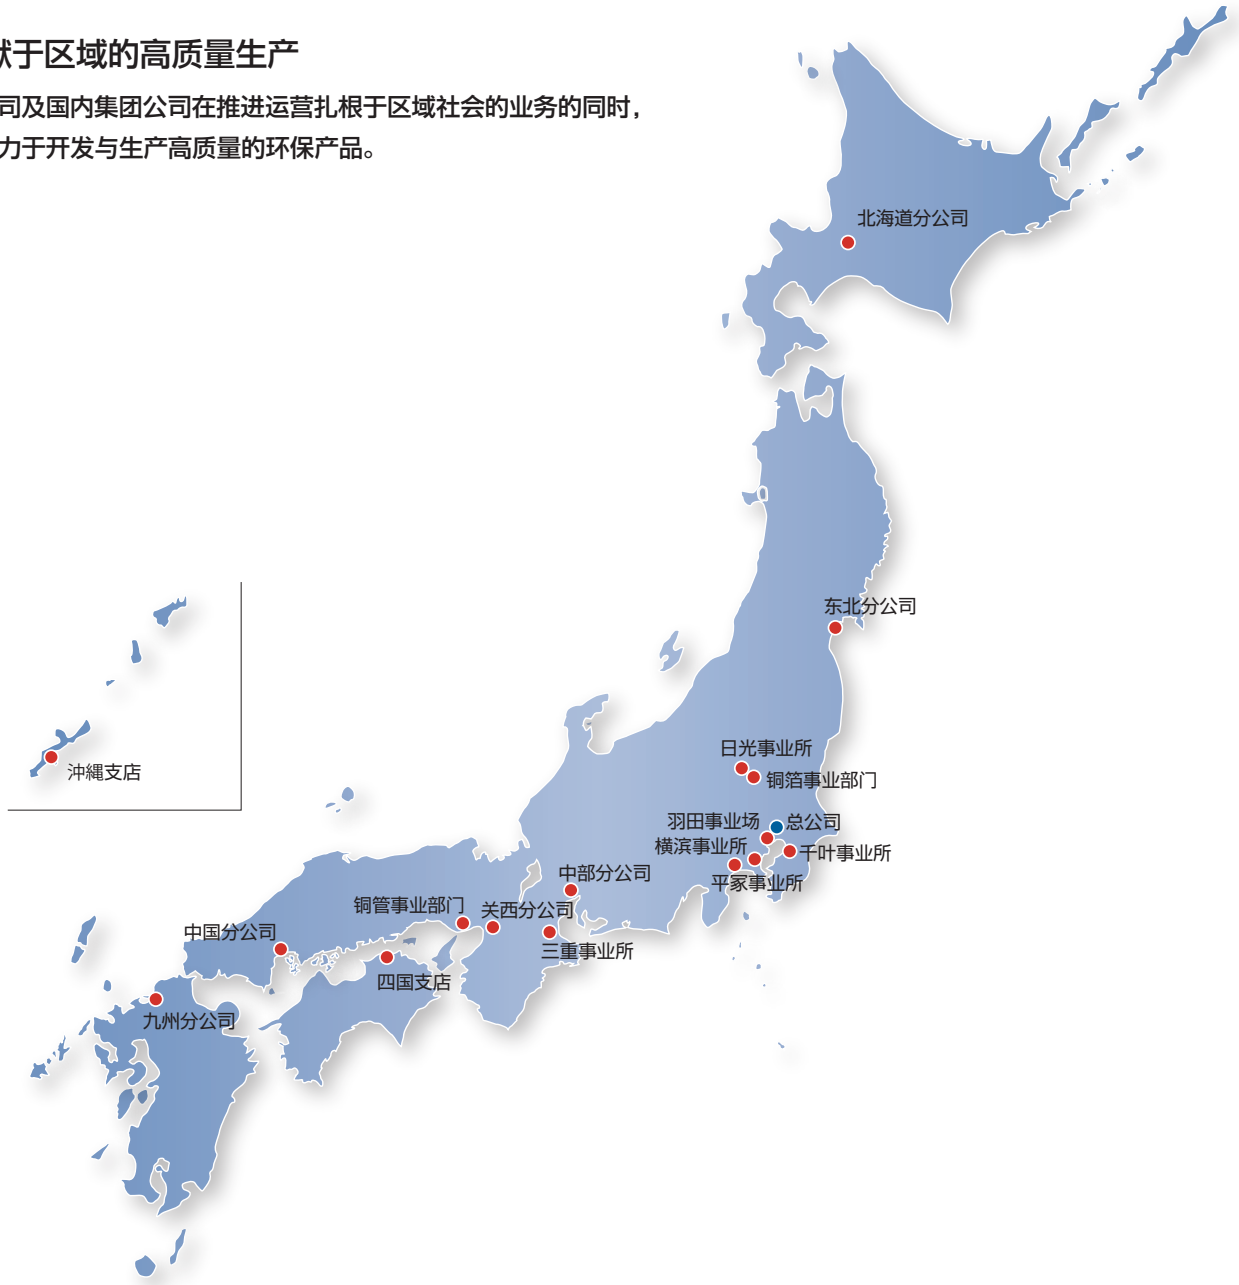 献于区域的高质量生产
司及国内集团公司在推进运营扎根于区域社会的业务的同时，
力于开发与生产高质量的环保产品。
北海道分公司
东北分公司
日光事业所
铜箔事业部门
羽田事业场
总公司
横滨事业所
千叶事业所
平冢事业所
中部分公司
铜管事业部门
关西分公司
三重事业所
中国分公司
四国支店
九州分公司
沖縄支店